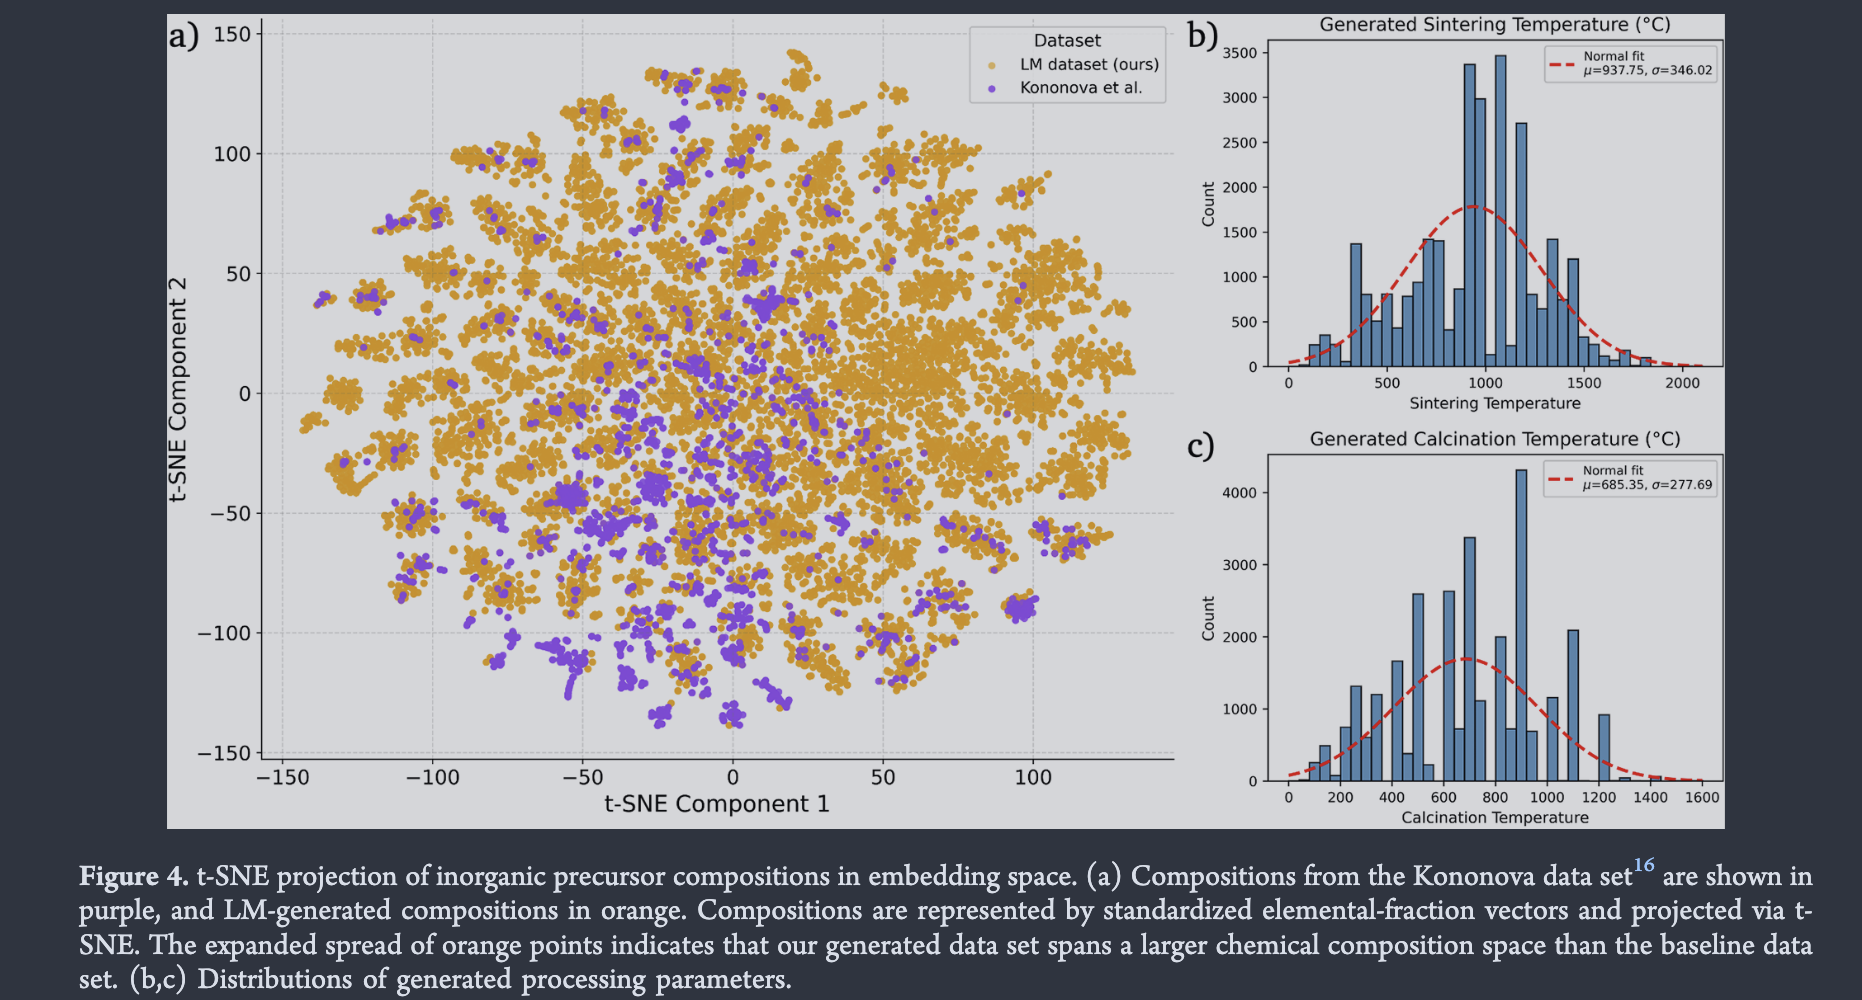 a)
150
100
50
0
−50
−100
−150
−150
−100
−50
0
50
100
t-SNE Component 2
t-SNE Component 1
Dataset
LM dataset (ours)
Kononova et al.
b)
Generated Sintering Temperature (°C)
Normal fit
μ=937.75, σ=346.02
3500
3000
2500
2000
1500
1000
500
0
Count
0
500
1000
1500
2000
Sintering Temperature
c)
Generated Calcination Temperature (°C)
Normal fit
μ=685.35, σ=277.69
4000
3000
2000
1000
0
Count
0
200
400
600
800
1000
1200
1400
1600
Calcination Temperature
Figure 4. t-SNE projection of inorganic precursor compositions in embedding space. (a) Compositions from the Kononova data set16 are shown in
purple, and LM-generated compositions in orange. Compositions are represented by standardized elemental-fraction vectors and projected via t-
SNE. The expanded spread of orange points indicates that our generated data set spans a larger chemical composition space than the baseline data
set. (b,c) Distributions of generated processing parameters.